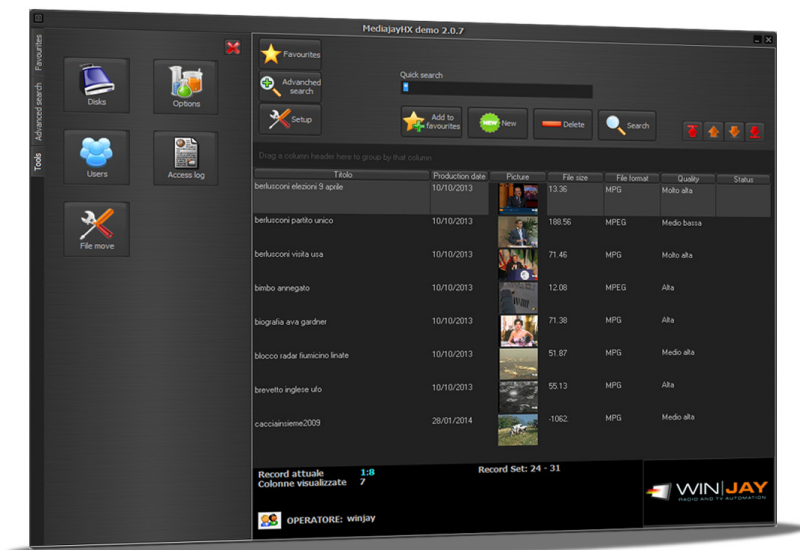 MediajayHX demo 2.0.7
Favourites
Advanced search
Tools
Disks
Options
Users
Access log
File move
Favourites
Adavnched
search
Setup
Quick search
Add to
favourites
NEW New
Delete
Search
Drag a column header here to group by that column
Titolo Production date Picture File size File format Quality Status
berlusconi elezioni 9 aprile 10/10/2013 13.36 MPG Molto alta
berlusconi partito unico 10/10/2013 188.56 MPEG Medio bassa
berlusconi visita usa 10/10/2013 71.46 MPG Molto alta
bimbo annegato 10/10/2013 12.08 MPEG Alta
biografia ava gardner 10/10/2013 71.38 MPG Alta
blocco radar fiumicino linate 10/10/2013 51.87 MPG Medio alta
brevetto inglese ufo 10/10/2013 55.13 MPG Alta
cacciainsieme2009 28/01/2014 -1062. MPG Medio alta
Record attuale 1:8 Record Set: 24 - 31
Colonne visualizzate 7
OPERATORE: winjay
WIN|JAY
RADIO AND TV AUTOMATION